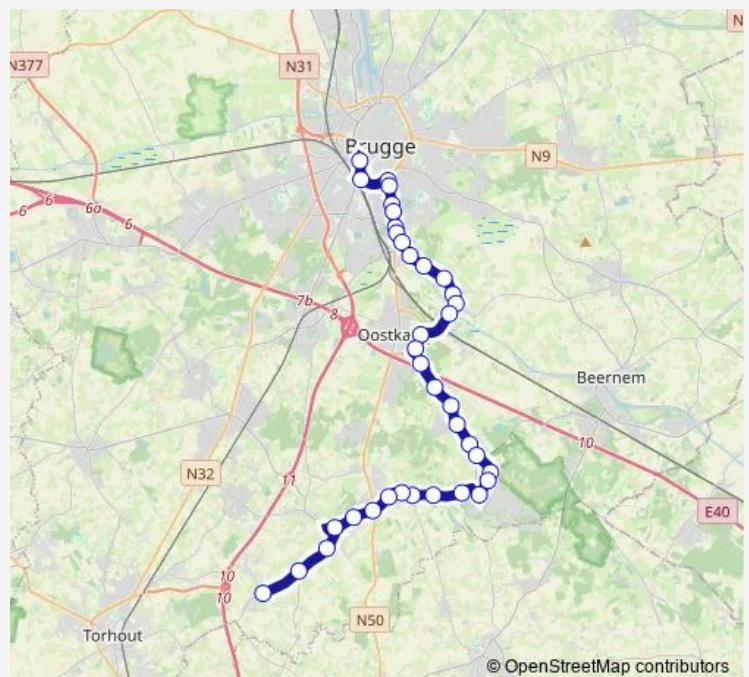 N
N377
N31
Brugge
N9
6
6a
6
6
7b
8
Oostka
Beernem
10
N32
11
E40
10
10
N50
Torhout
© OpenStreetMap contributors